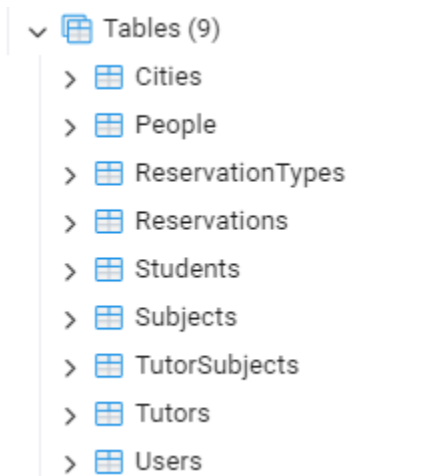 Tables (9)
Cities
People
ReservationTypes
Reservations
Students
Subjects
TutorSubjects
Tutors
Users